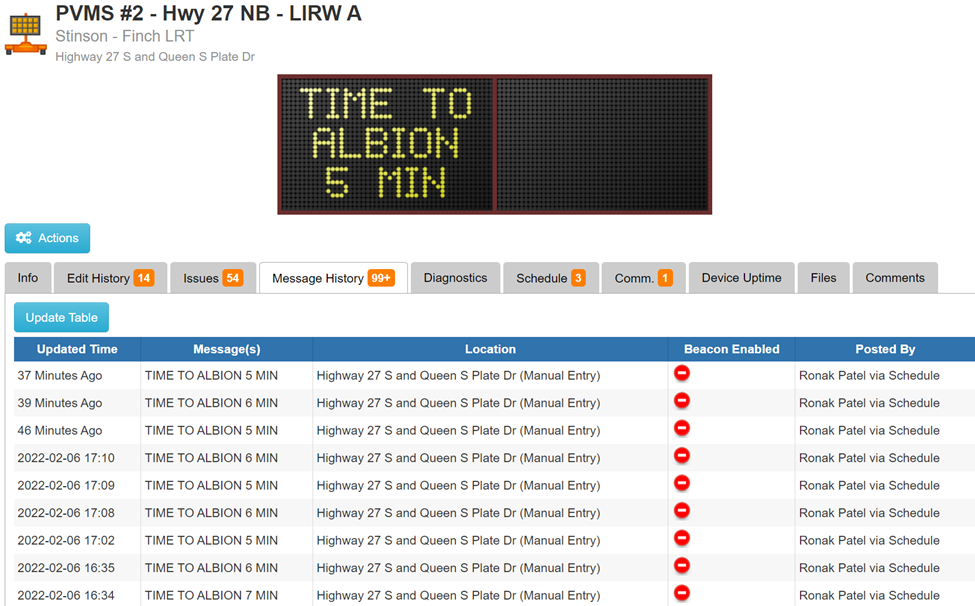 PVMS #2 - Hwy 27 NB - LIRW A
Stinson - Finch LRT
Highway 27 S and Queen S Plate Dr
TIME TO
ALBION
5 MIN
Actions
Info Edit History 14 Issues 54 Message History 99+ Diagnostics Schedule 3 Comm. 1 Device Uptime Files Comments
Update Table
Updated Time Message(s) Location Beacon Enabled Posted By
37 Minutes Ago TIME TO ALBION 5 MIN Highway 27 S and Queen S Plate Dr (Manual Entry) Ronak Patel via Schedule
39 Minutes Ago TIME TO ALBION 6 MIN Highway 27 S and Queen S Plate Dr (Manual Entry) Ronak Patel via Schedule
46 Minutes Ago TIME TO ALBION 5 MIN Highway 27 S and Queen S Plate Dr (Manual Entry) Ronak Patel via Schedule
2022-02-06 17:10 TIME TO ALBION 6 MIN Highway 27 S and Queen S Plate Dr (Manual Entry) Ronak Patel via Schedule
2022-02-06 17:09 TIME TO ALBION 5 MIN Highway 27 S and Queen S Plate Dr (Manual Entry) Ronak Patel via Schedule
2022-02-06 17:08 TIME TO ALBION 6 MIN Highway 27 S and Queen S Plate Dr (Manual Entry) Ronak Patel via Schedule
2022-02-06 17:02 TIME TO ALBION 5 MIN Highway 27 S and Queen S Plate Dr (Manual Entry) Ronak Patel via Schedule
2022-02-06 16:35 TIME TO ALBION 6 MIN Highway 27 S and Queen S Plate Dr (Manual Entry) Ronak Patel via Schedule
2022-02-06 16:34 TIME TO ALBION 7 MIN Highway 27 S and Queen S Plate Dr (Manual Entry) Ronak Patel via Schedule